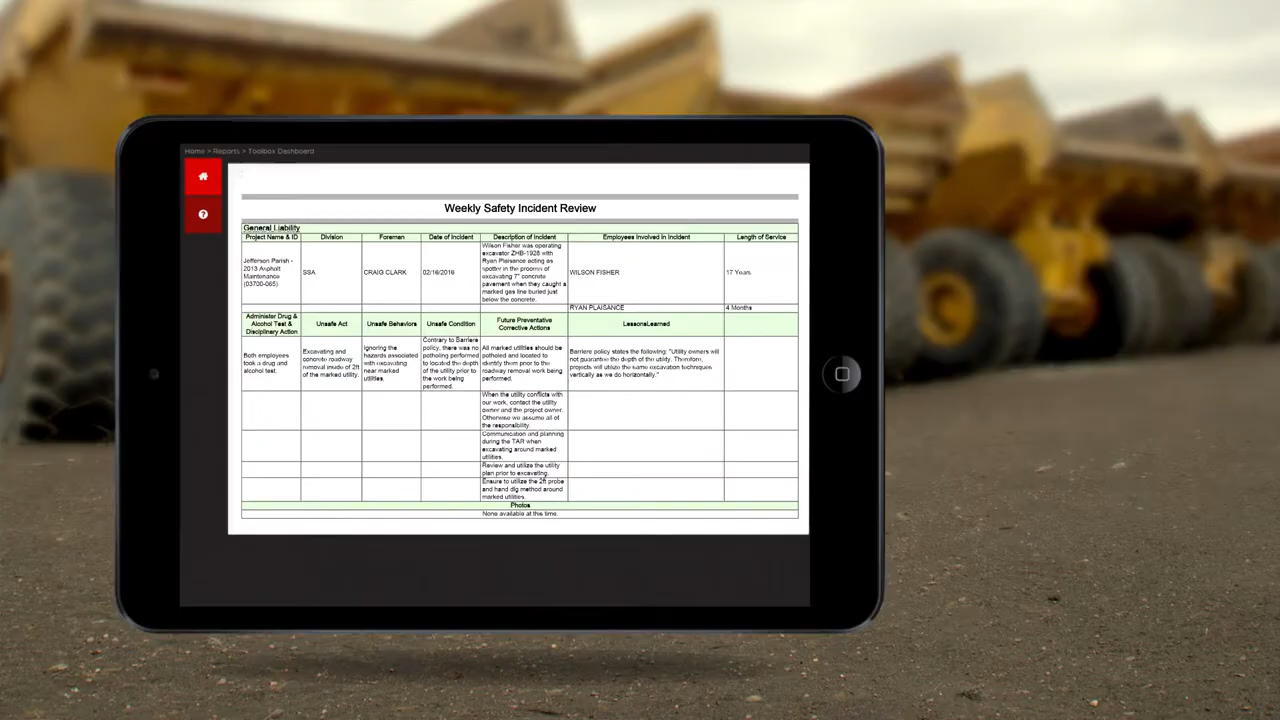 Home > Reports > Toolbox Dashboard
Weekly Safety Incident Review
General Liability
Project Name & ID Division Foreman Date of Incident Description of Incident Employees Involved in Incident Length of Service
Jefferson Parish -
2013 Asphalt
Maintenance
(03700-065)
SSA
CRAIG CLARK
02/16/2016
Wilson Fisher was operating
excavator ZHB-1928 with
Ryan Plaisance acting as
spotter in the process of
excavating 7" concrete
pavement when they caught a
marked gas line buried just
below the concrete.
WILSON FISHER
17 Years
RYAN PLAISANCE
4 Months
Administer Drug &
Alcohol Test &
Disciplinary Action
Unsafe Act
Unsafe Behaviors
Unsafe Condition
Future Preventative
Corrective Actions
LessonsLearned
Both employees
took a drug and
alcohol test.
Excavating and
concrete roadway
removal inside of 2ft
of the marked utility.
Ignoring the
hazards associated
with excavating
near marked
utilities.
Contrary to Barriere
policy, there was no
potholing performed
to located the depth
of the utility prior to
the work being
performed.
All marked utilities should be
potholed and located to
identify them prior to the
roadway removal work being
performed.
Barriere policy states the following: "Utility owners will
not guarantee the depth of the utility. Therefore,
projects will utilize the same excavation techniques
vertically as we do horizontally."
When the utility conflicts with
our work, contact the utility
owner and the project owner.
Otherwise we assume all of
the responsibility.
Communication and planning
during the TAR when
excavating around marked
utilities.
Review and utilize the utility
plan prior to excavating.
Ensure to utilize the 2ft probe
and hand dig method around
marked utilities.
Photos
None available at this time.